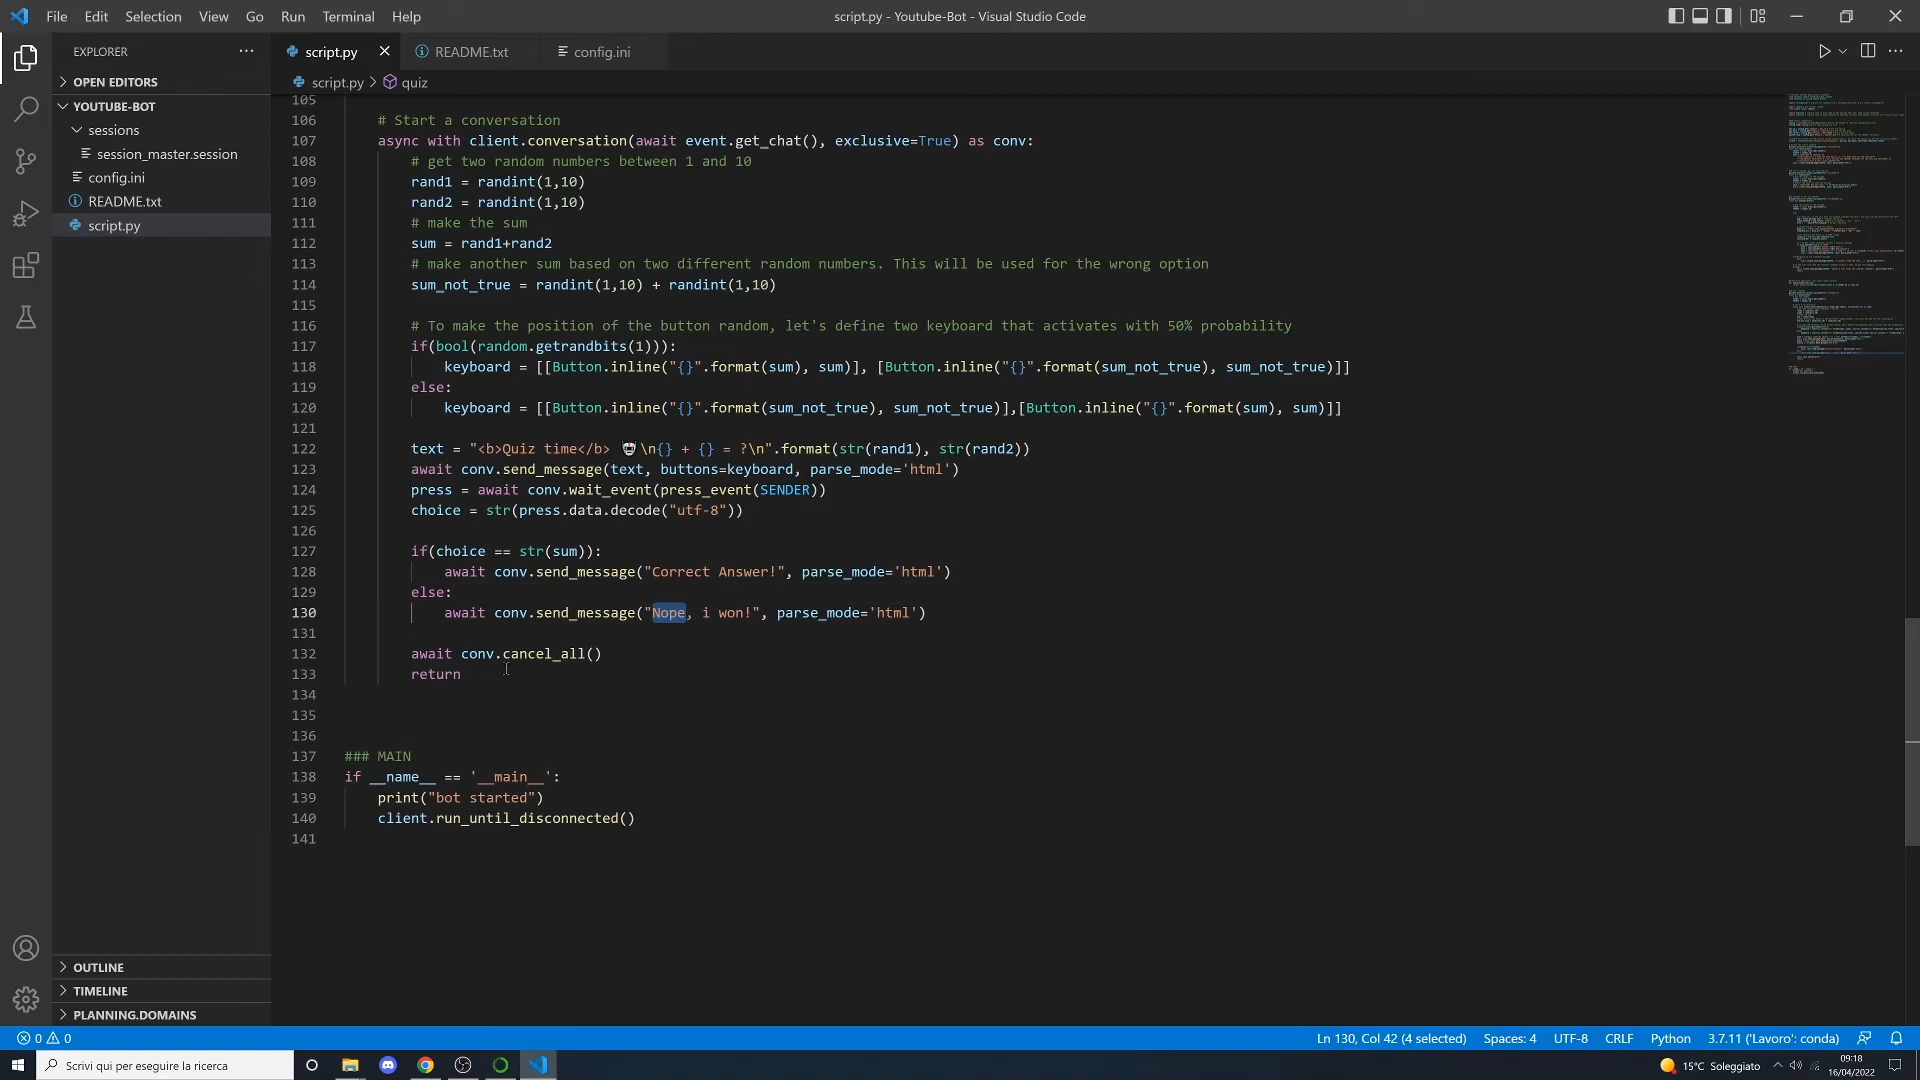 File Edit Selection View Go Run Terminal Help
script.py - Youtube-Bot - Visual Studio Code
EXPLORER
script.py
README.txt
config.ini
OPEN EDITORS
script.py > quiz
YOUTUBE-BOT
sessions
session_master.session
config.ini
README.txt
script.py
105
106 # Start a conversation
107 async with client.conversation(await event.get_chat(), exclusive=True) as conv:
108 # get two random numbers between 1 and 10
109 rand1 = randint(1,10)
110 rand2 = randint(1,10)
111 # make the sum
112 sum = rand1+rand2
113 # make another sum based on two different random numbers. This will be used for the wrong option
114 sum_not_true = randint(1,10) + randint(1,10)
115
116 # To make the position of the button random, let's define two keyboard that activates with 50% probability
117 if(bool(random.getrandbits(1))):
118 keyboard = [[Button.inline("{}".format(sum), sum)], [Button.inline("{}".format(sum_not_true), sum_not_true)]]
119 else:
120 keyboard = [[Button.inline("{}".format(sum_not_true), sum_not_true)],[Button.inline("{}".format(sum), sum)]]
121
122 text = "<b>Quiz time</b> \n{} + {} = ?\n".format(str(rand1), str(rand2))
123 await conv.send_message(text, buttons=keyboard, parse_mode='html')
124 press = await conv.wait_event(press_event(SENDER))
125 choice = str(press.data.decode("utf-8"))
126
127 if(choice == str(sum)):
128 await conv.send_message("Correct Answer!", parse_mode='html')
129 else:
130 await conv.send_message("Nope, i won!", parse_mode='html')
131
132 await conv.cancel_all()
133 return
134
135
136
137 ### MAIN
138 if __name__ == '__main__':
139 print("bot started")
140 client.run_until_disconnected()
141
OUTLINE
TIMELINE
PLANNING.DOMAINS
0 0
Ln 130, Col 42 (4 selected) Spaces: 4 UTF-8 CRLF Python 3.7.11 ('Lavoro': conda)
Scrivi qui per eseguire la ricerca
15°C Soleggiato
09:18
16/04/2022